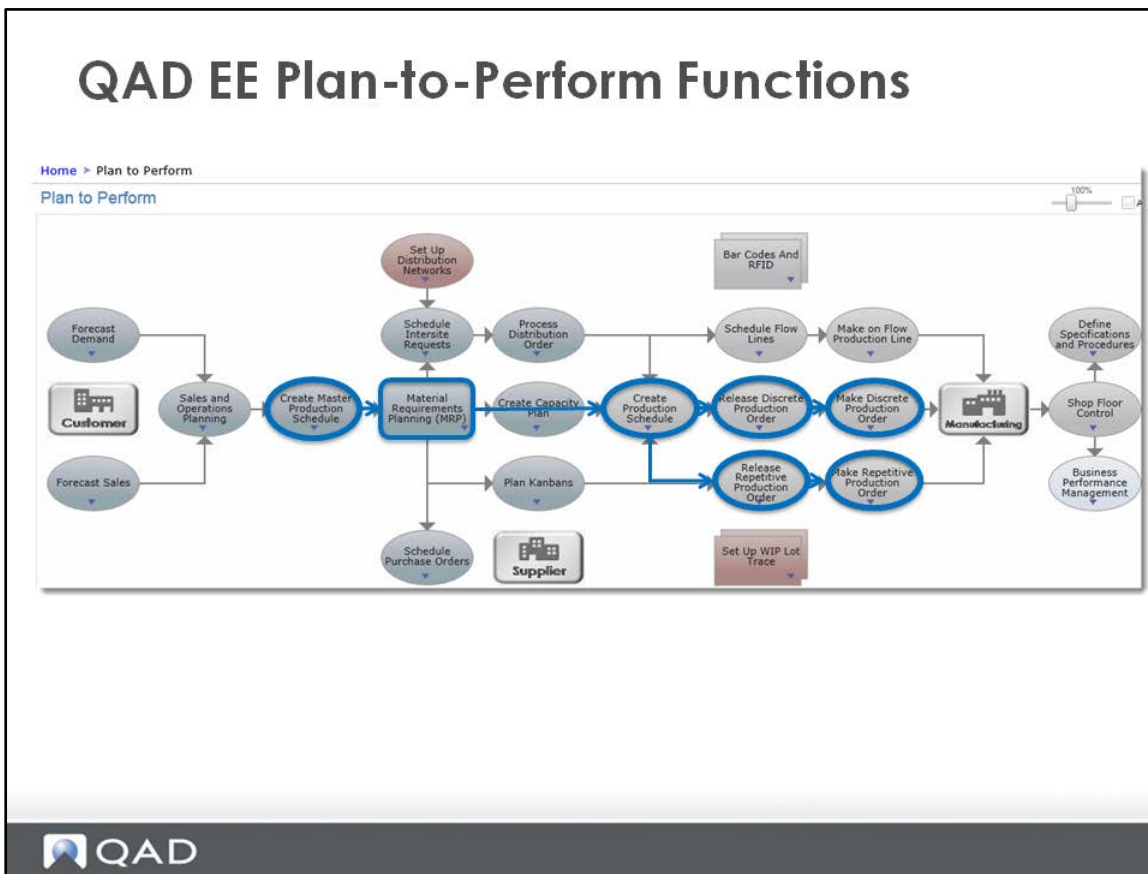 QAD EE Plan-to-Perform Functions
Home > Plan to Perform
Plan to Perform
100%
A
Set Up
Distribution
Networks
Bar Codes And
RFID
Forecast
Demand
Schedule
Intersite
Requests
Process
Distribution
Order
Schedule Flow
Lines
Make on Flow
Production Line
Define
Specifications
and Procedures
Customer
Sales and
Operations
Planning
Create Master
Production
Schedule
Material
Requirements
Planning (MRP)
Create Capacity
Plan
Create
Production
Schedule
Release Discrete
Production
Order
Make Discrete
Production
Order
Manufacturing
Shop Floor
Control
Forecast Sales
Plan Kanbans
Release
Repetitive
Production
Order
Make Repetitive
Production
Order
Business
Performance
Management
Schedule
Purchase Orders
Supplier
Set Up WIP Lot
Trace
QAD